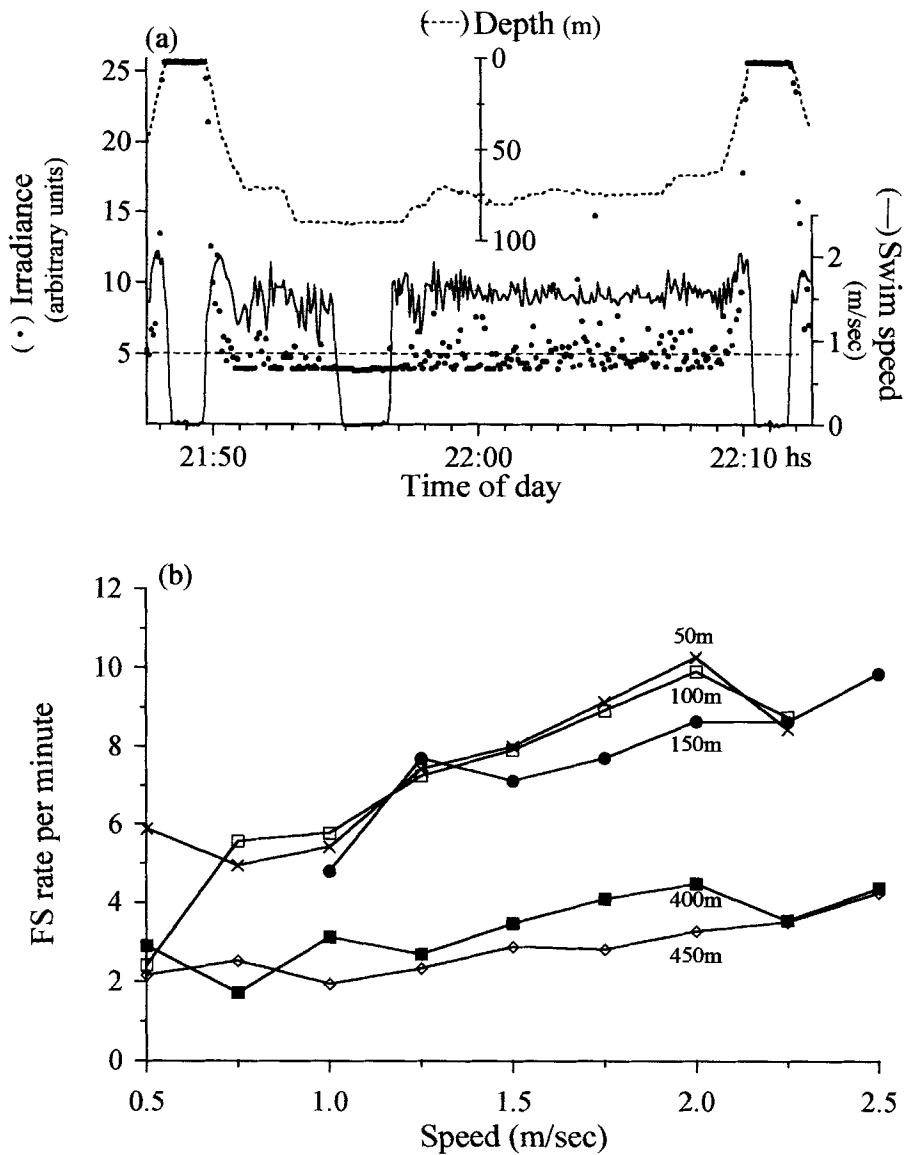 (a)
(-----) Depth (m)
0
50
100
25
20
15
10
5
(•) Irradiance
(arbitrary units)
2
1
0
(—) Swim speed
(m/sec)
21:50 22:00 22:10 hs
Time of day
(b)
12
10
8
6
4
2
0
FS rate per minute
50m
100m
150m
400m
450m
0.5 1.0 1.5 2.0 2.5
Speed (m/sec)